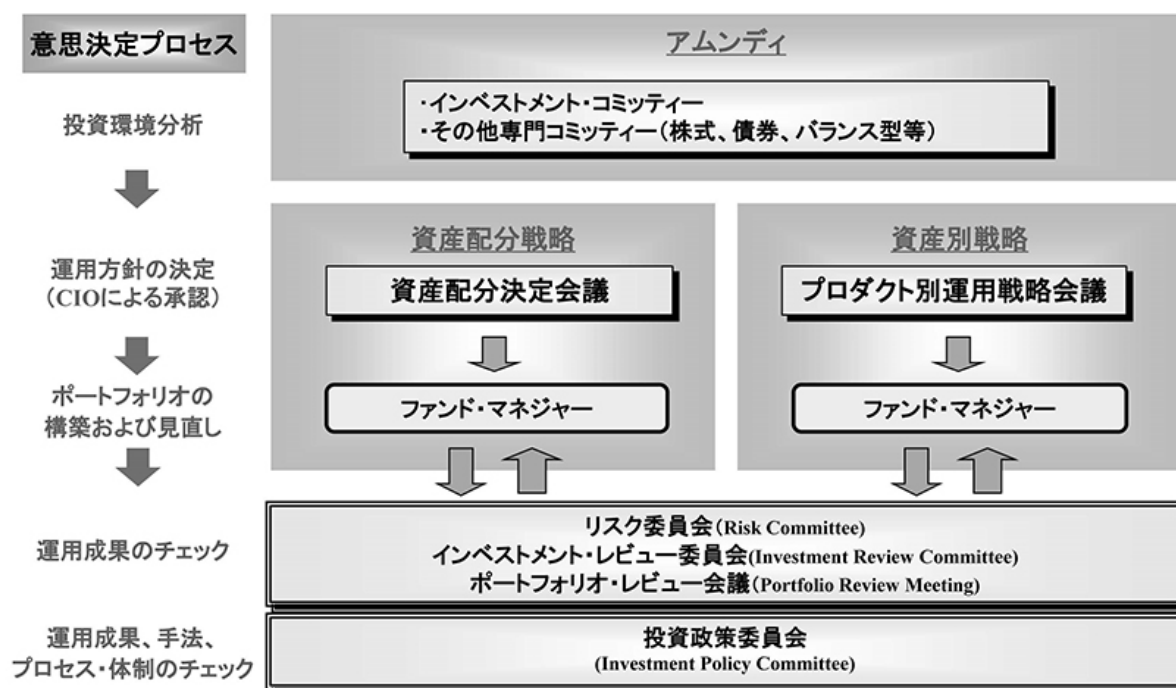 意思決定プロセス
アムンディ
・インベストメント・コミッティー
・その他専門コミッティー(株式、債券、バランス型等)
投資環境分析
資産配分戦略
資産配分決定会議
ファンド・マネジャー
資産別戦略
プロダクト別運用戦略会議
ファンド・マネジャー
運用方針の決定
(CIOによる承認)
ポートフォリオの
構築および見直し
運用成果のチェック
リスク委員会(Risk Committee)
インベストメント・レビュー委員会(Investment Review Committee)
ポートフォリオ・レビュー会議(Portfolio Review Meeting)
運用成果、手法、
プロセス・体制のチェック
投資政策委員会
(Investment Policy Committee)